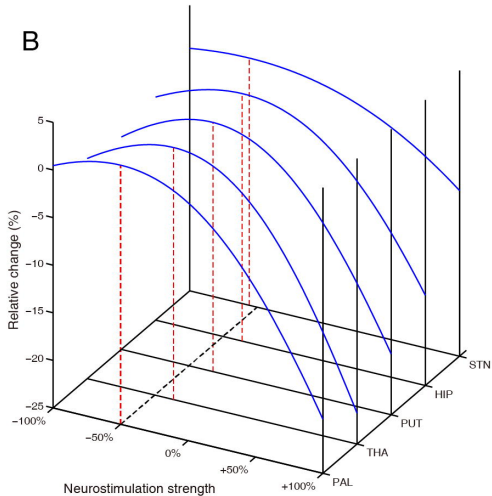 B
5
0
−5
−10
−15
−20
−25
Relative change (%)
−100%
−50%
0%
+50%
+100%
Neurostimulation strength
STN
HIP
PUT
THA
PAL